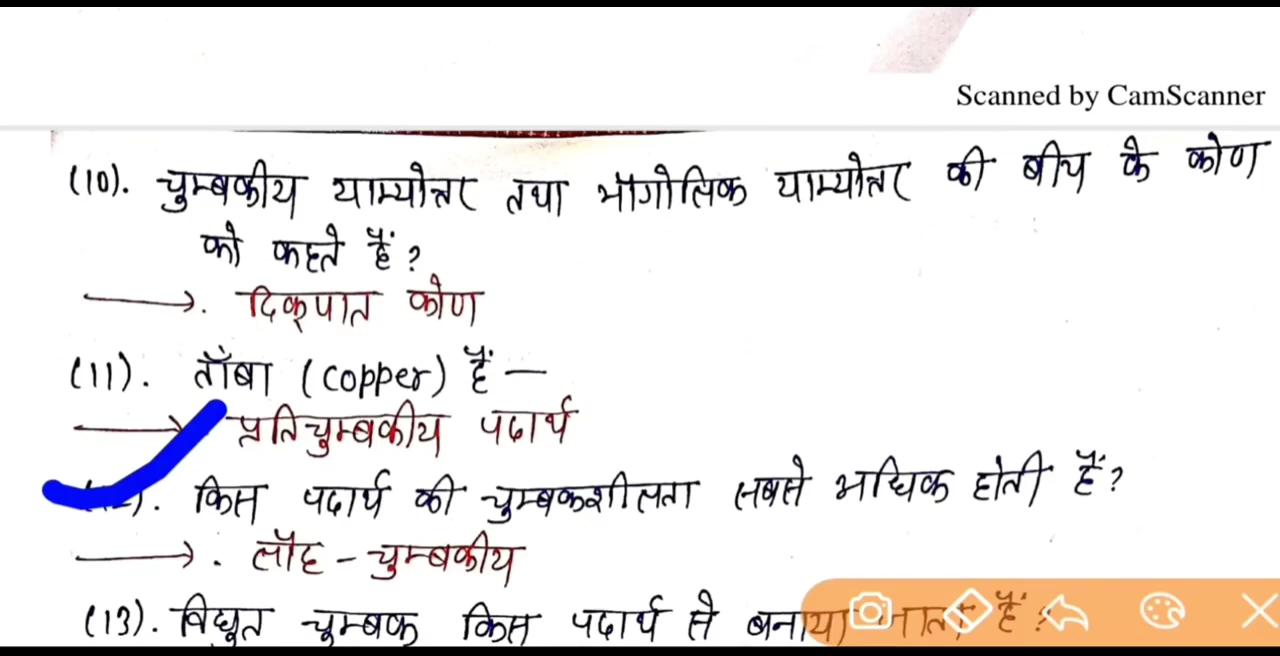 Scanned by CamScanner
(10). चुम्बकीय याम्योत्तर तथा भौगोलिक याम्योत्तर की बीच के कोण
को कहते हैं?
→. दिक्पात कोण
(11). ताँबा (copper) हैं —
→ प्रतिचुम्बकीय पदार्थ
. किस पदार्थ की चुम्बकशीलता सबसे अधिक होती हैं?
→. लौह - चुम्बकीय
(13). विधुत चुम्बक किस पदार्थ से बनाया जाता हैं?